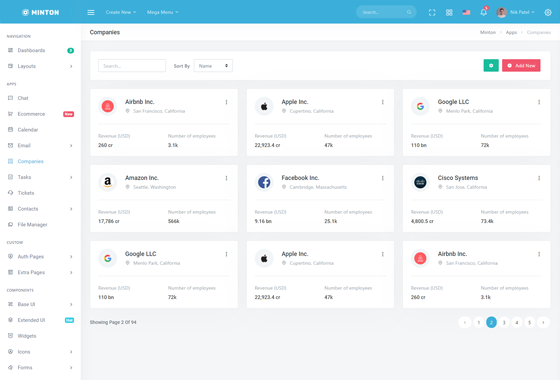 MINTON
Create New
Mega Menu
Search...
5
Nik Patel
NAVIGATION
Dashboards
3
Layouts
APPS
Chat
Ecommerce
New
Calendar
Email
Companies
Tasks
Tickets
Contacts
File Manager
CUSTOM
Auth Pages
Extra Pages
COMPONENTS
Base UI
Extended UI
Hot
Widgets
Icons
Forms
Companies
Minton > Apps > Companies
Search...
Sort By
Name
Add New
Airbnb Inc.
San Francisco, California
Revenue (USD) Number of employees
260 cr 3.1k
Apple Inc.
Cupertino, California
Revenue (USD) Number of employees
22,923.4 cr 47k
Google LLC
Menlo Park, California
Revenue (USD) Number of employees
110 bn 72k
Amazon Inc.
Seattle, Washington
Revenue (USD) Number of employees
17,786 cr 566k
Facebook Inc.
Cambridge, Massachusetts
Revenue (USD) Number of employees
9.16 bn 25.1k
Cisco Systems
San Jose, California
Revenue (USD) Number of employees
4,800.5 cr 73.4k
Google LLC
Menlo Park, California
Revenue (USD) Number of employees
110 bn 72k
Apple Inc.
Cupertino, California
Revenue (USD) Number of employees
22,923.4 cr 47k
Airbnb Inc.
San Francisco, California
Revenue (USD) Number of employees
260 cr 3.1k
Showing Page 2 Of 94
‹ 1 2 3 4 5 ›